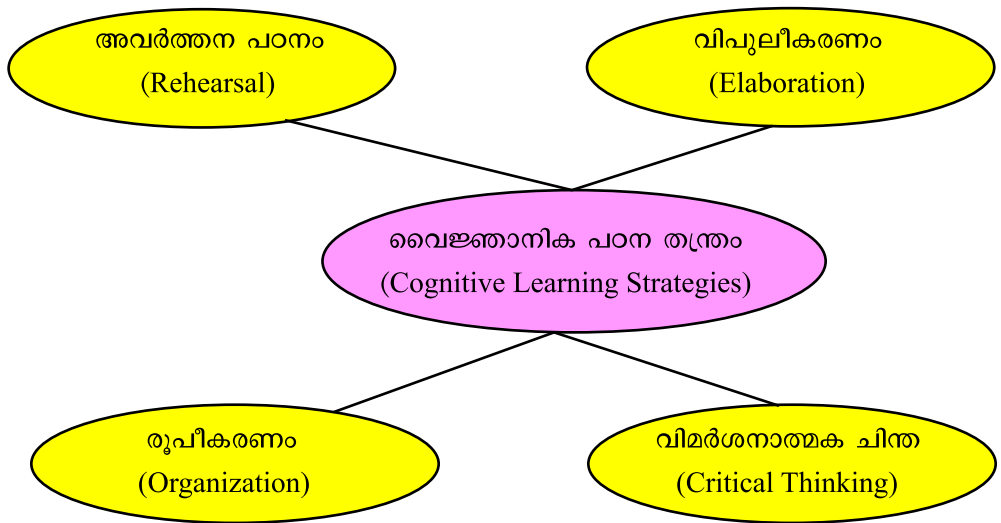 അവർത്തന പഠനം
(Rehearsal)
വിപുലീകരണം
(Elaboration)
വൈജ്ഞാനിക പഠന തന്ത്രം
(Cognitive Learning Strategies)
രൂപീകരണം
(Organization)
വിമർശനാത്മക ചിന്ത
(Critical Thinking)